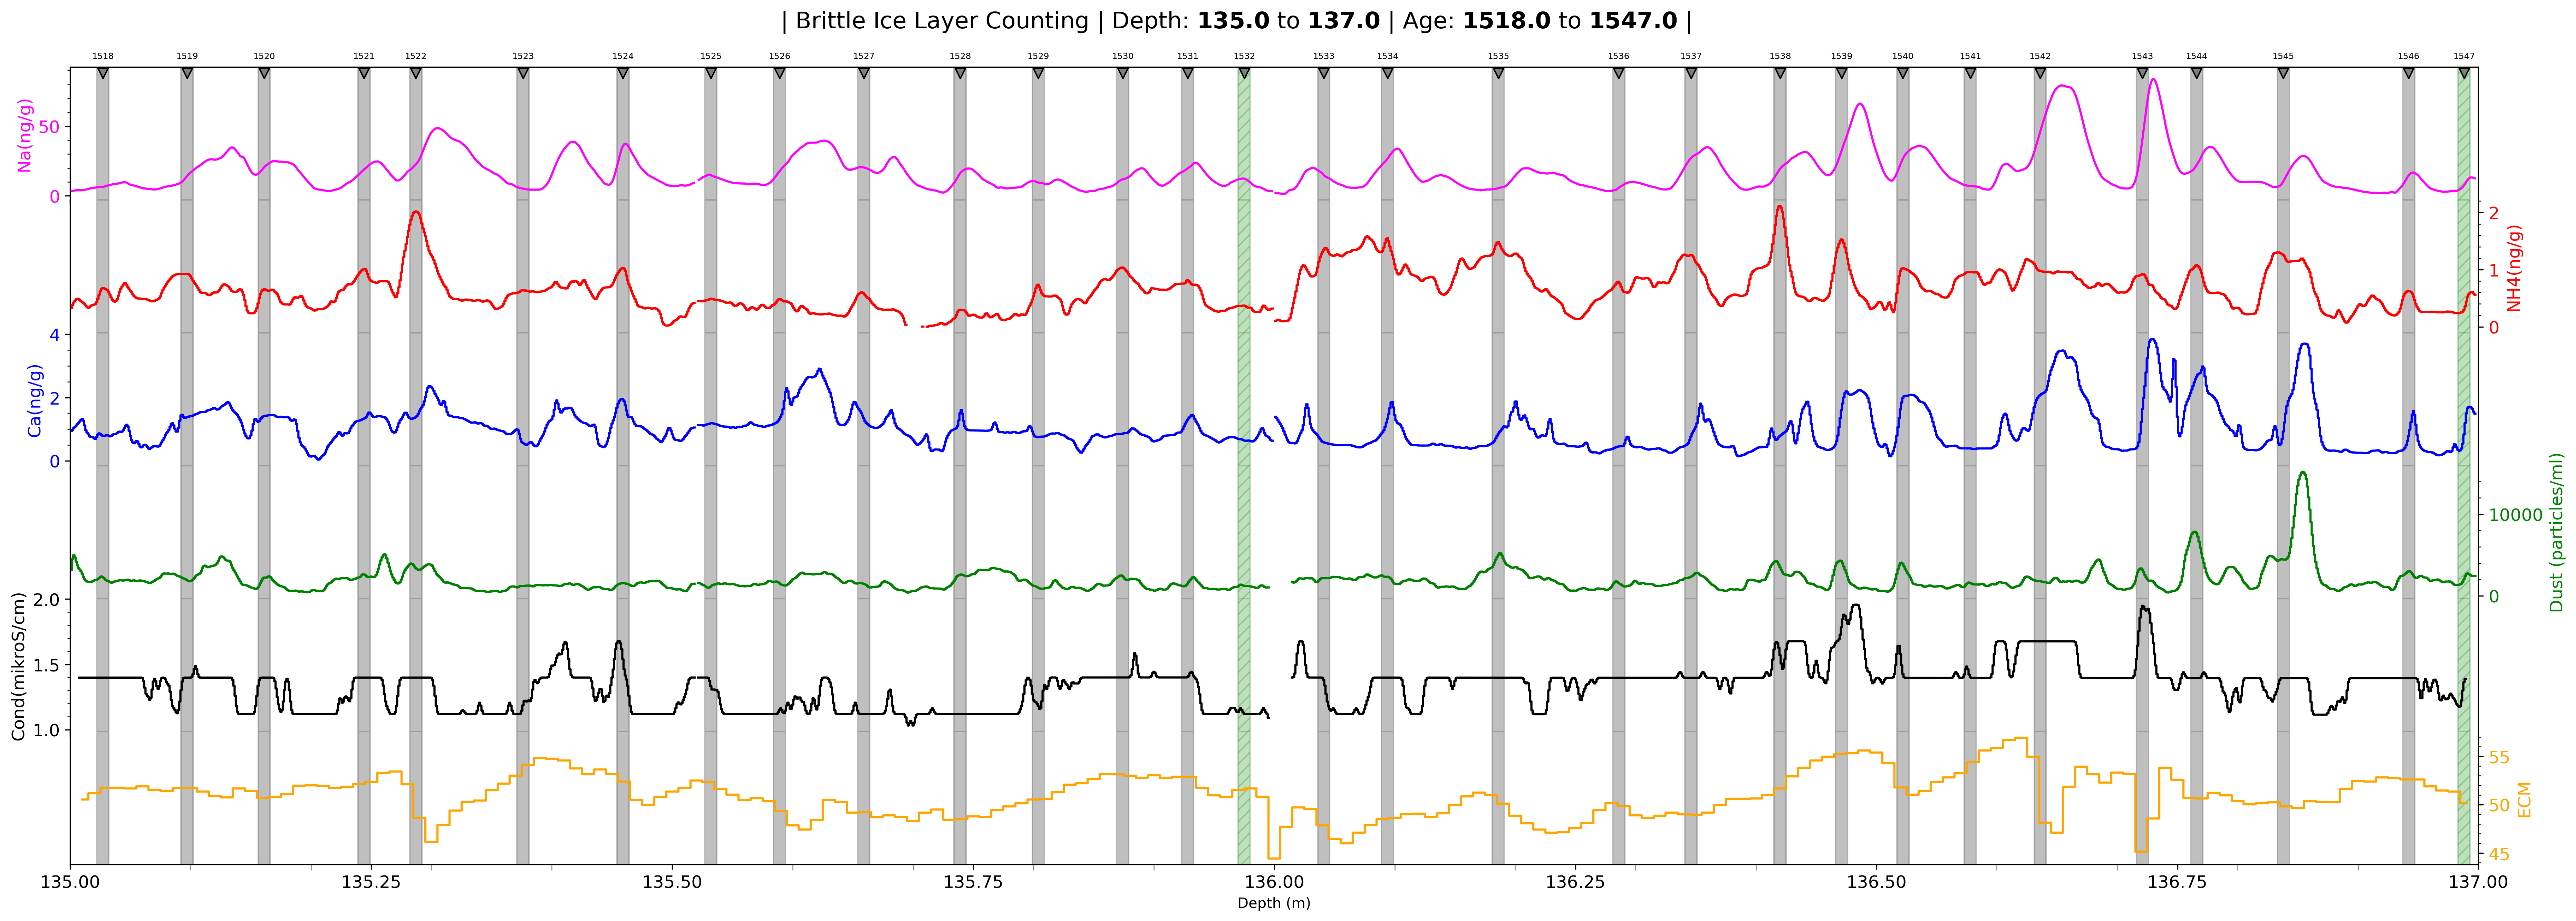 | Brittle Ice Layer Counting | Depth: 135.0 to 137.0 | Age: 1518.0 to 1547.0 |
1518 1519 1520 1521 1522 1523 1524 1525 1526 1527 1528 1529 1530 1531 1532 1533 1534 1535 1536 1537 1538 1539 1540 1541 1542 1543 1544 1545 1546 1547
Na(ng/g)
50
0
NH4(ng/g)
2
1
0
Ca(ng/g)
4
2
0
Dust (particles/ml)
10000
0
Cond(mikroS/cm)
2.0
1.5
1.0
ECM
55
50
45
135.00 135.25 135.50 135.75 136.00 136.25 136.50 136.75 137.00
Depth (m)